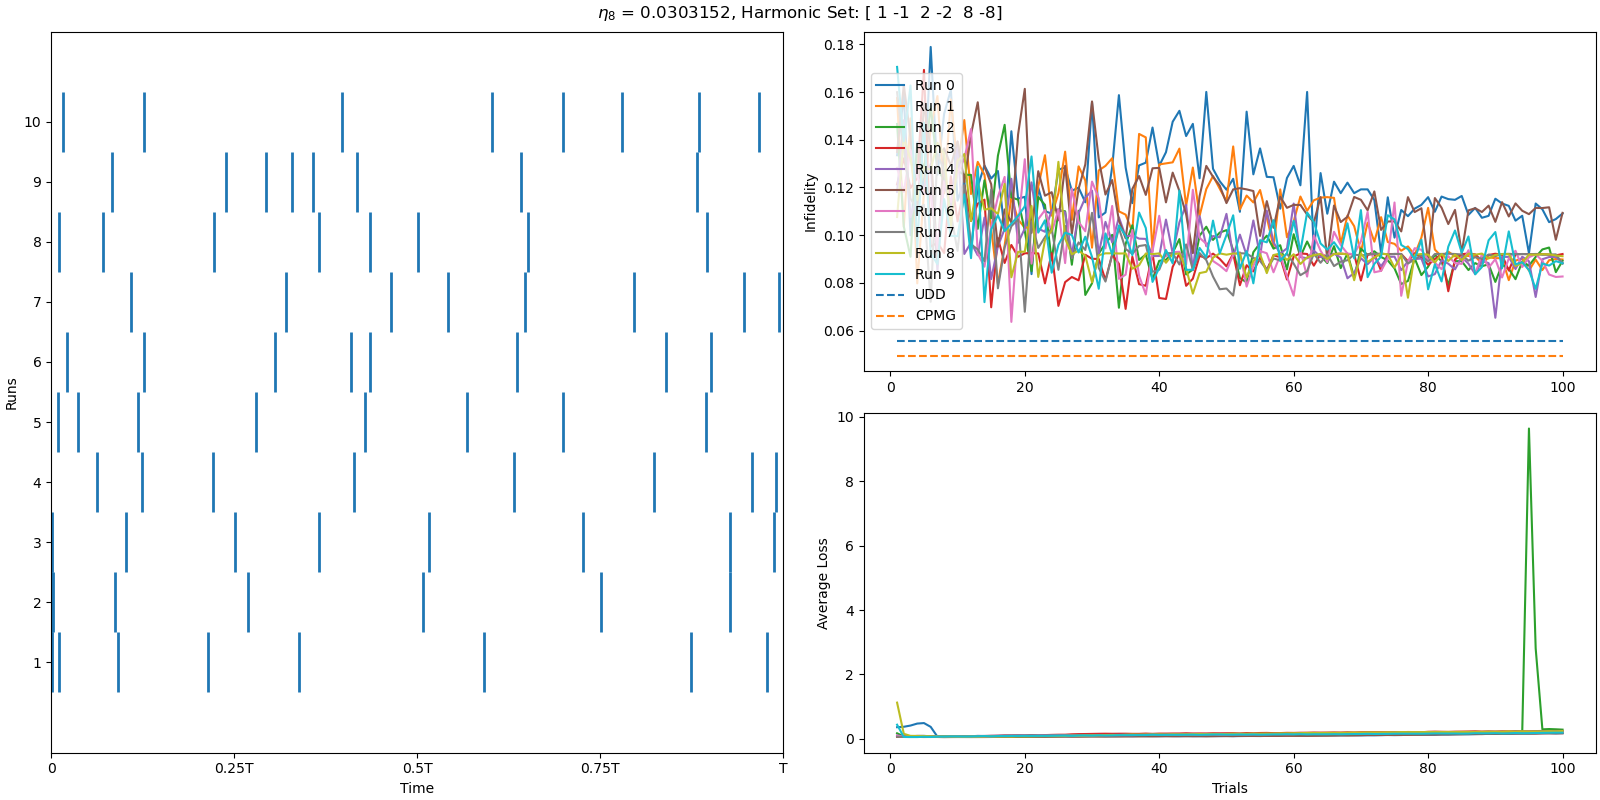 η8 = 0.0303152, Harmonic Set: [ 1 -1  2 -2  8 -8]
Runs
10
9
8
7
6
5
4
3
2
1
0
0.25T
0.5T
0.75T
T
Time
Infidelity
0.18
0.16
0.14
0.12
0.10
0.08
0.06
Run 0
Run 1
Run 2
Run 3
Run 4
Run 5
Run 6
Run 7
Run 8
Run 9
UDD
CPMG
0
20
40
60
80
100
Average Loss
10
8
6
4
2
0
0
20
40
60
80
100
Trials